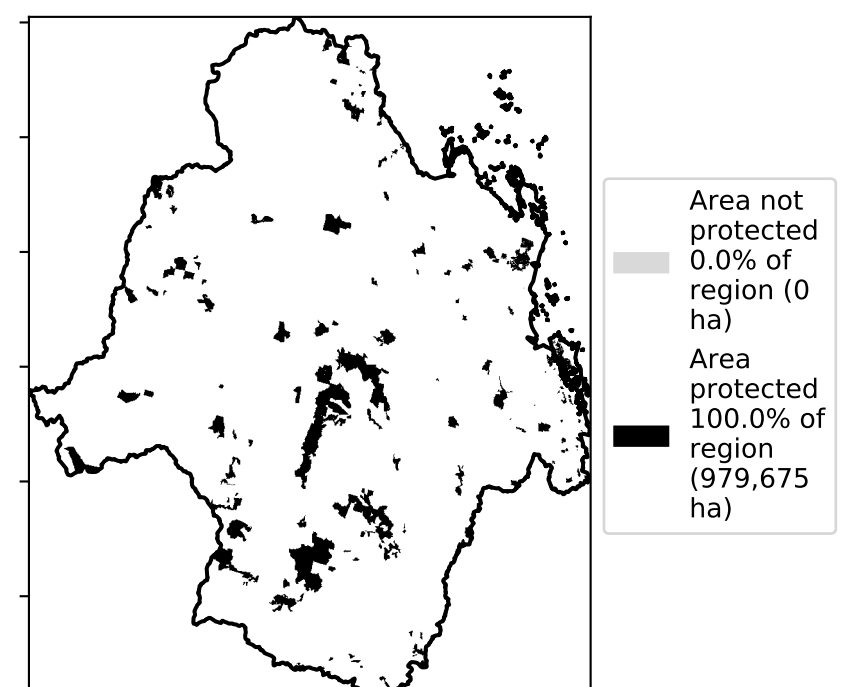 Area not
protected
0.0% of
region (0
ha)
Area
protected
100.0% of
region
(979,675
ha)